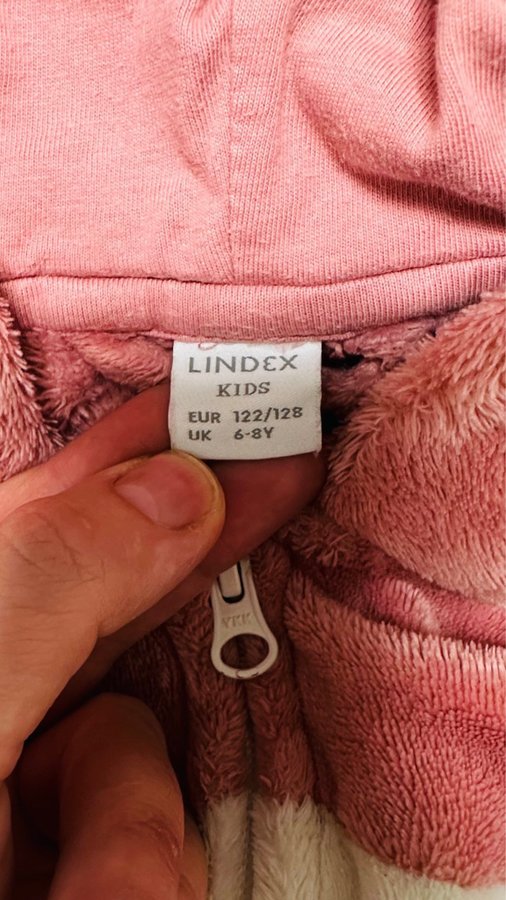 LINDEX
KIDS
EUR 122/128
UK 6-8Y
YKK